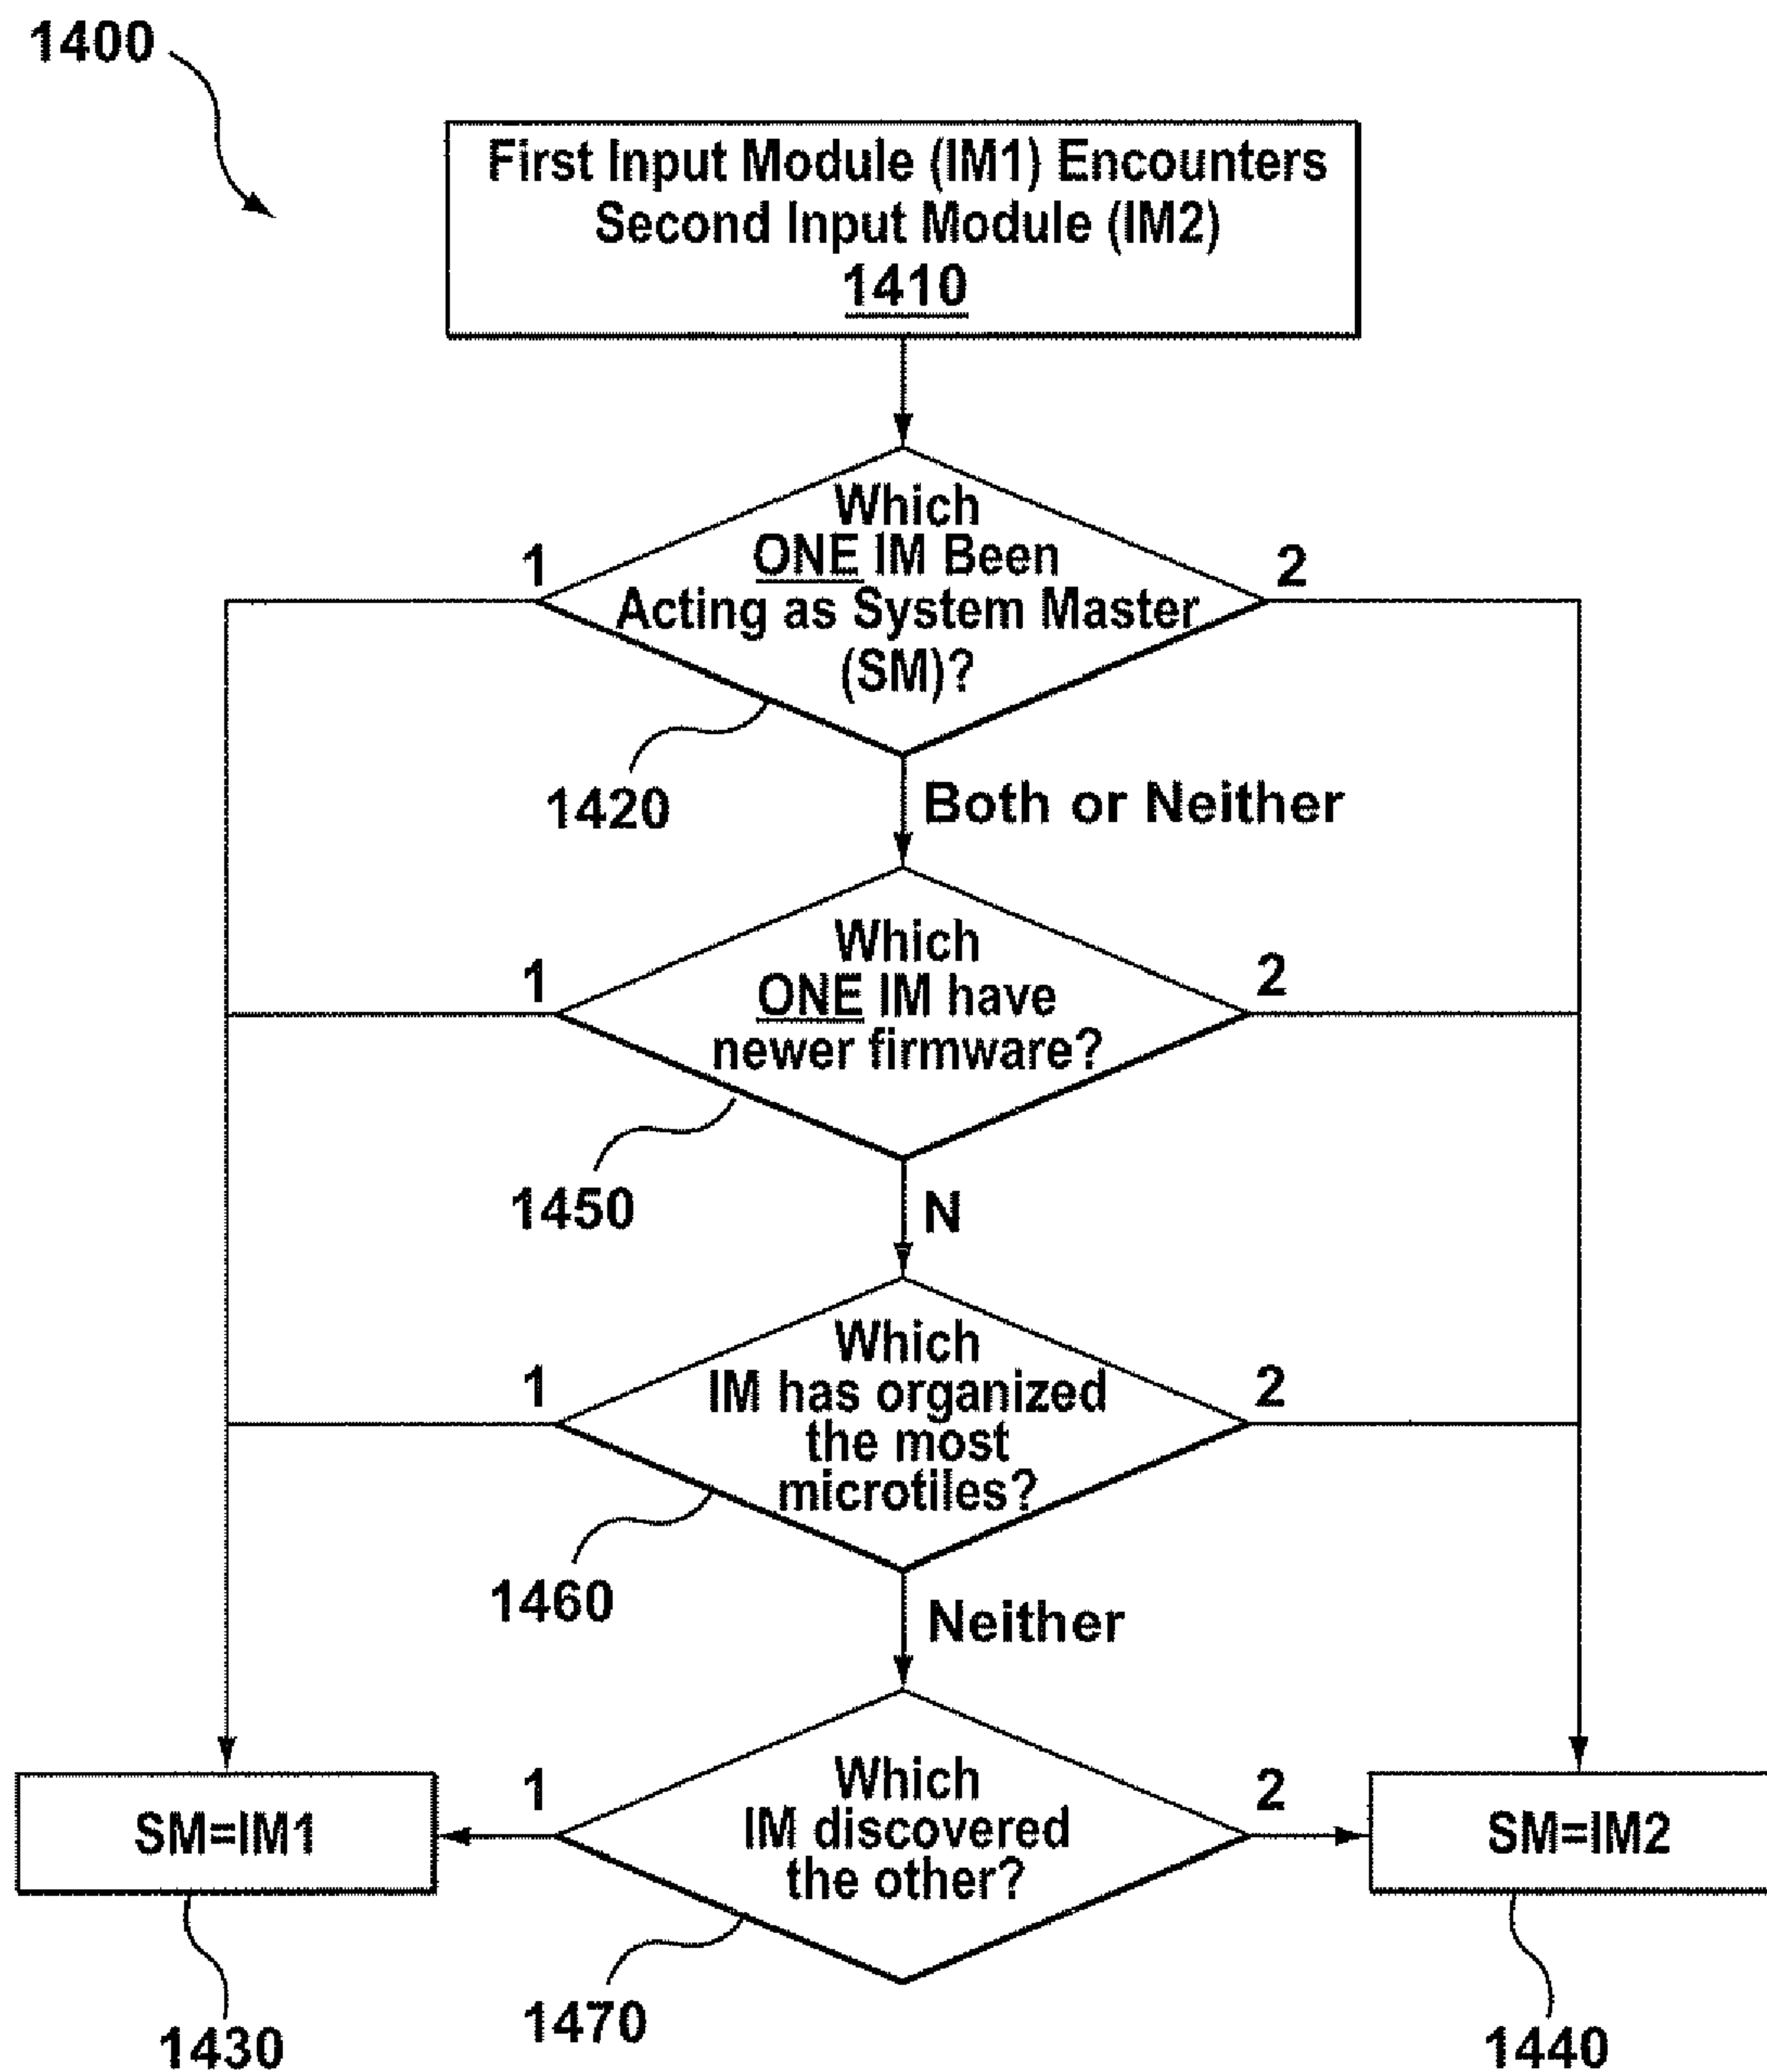 1400
First Input Module (IM1) Encounters
Second Input Module (IM2)
1410
Which
ONE IM Been
Acting as System Master
(SM)?
1
2
1420
Both or Neither
Which
ONE IM have
newer firmware?
1
2
1450
N
Which
IM has organized
the most
microtiles?
1
2
1460
Neither
Which
IM discovered
the other?
1
2
SM=IM1
SM=IM2
1430
1470
1440